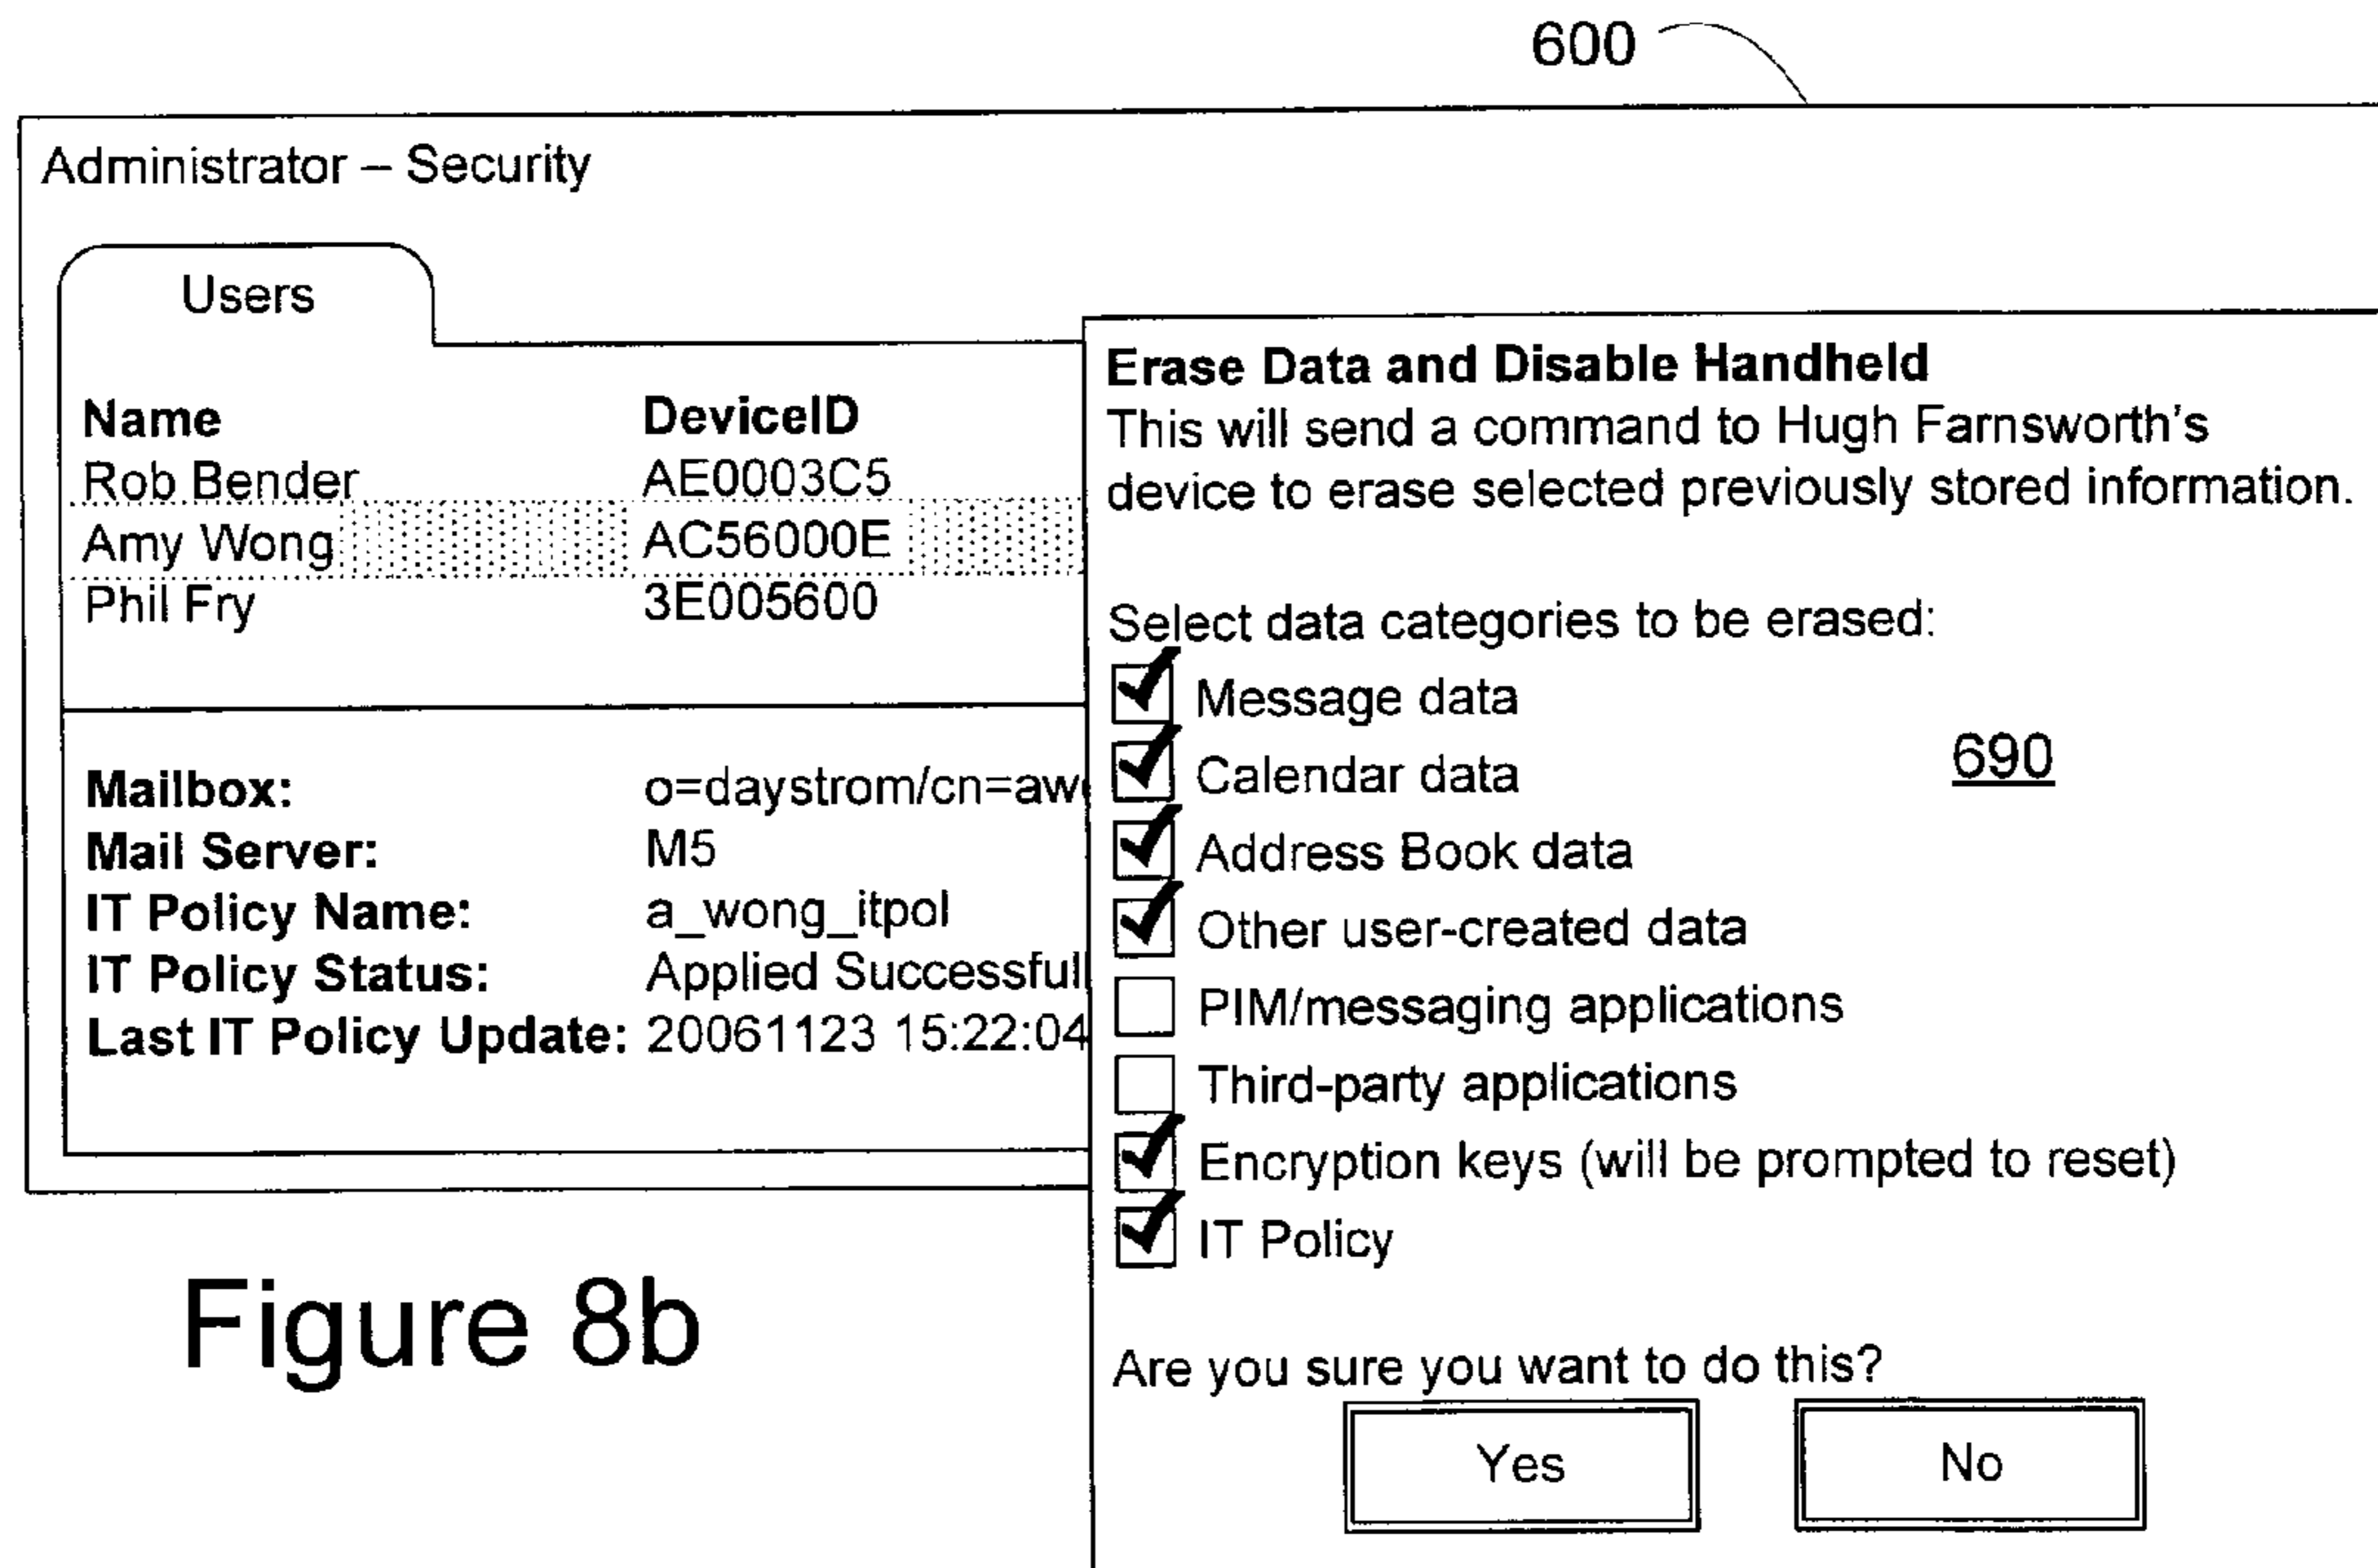 600
Administrator – Security
Users
Name DeviceID
Rob Bender AE0003C5
Amy Wong AC56000E
Phil Fry 3E005600
Mailbox: o=daystrom/cn=aw
Mail Server: M5
IT Policy Name: a_wong_itpol
IT Policy Status: Applied Successful
Last IT Policy Update: 20061123 15:22:04
Erase Data and Disable Handheld
This will send a command to Hugh Farnsworth's
device to erase selected previously stored information.
Select data categories to be erased:
Message data
Calendar data
690
Address Book data
Other user-created data
PIM/messaging applications
Third-party applications
Encryption keys (will be prompted to reset)
IT Policy
Are you sure you want to do this?
Yes No
Figure 8b